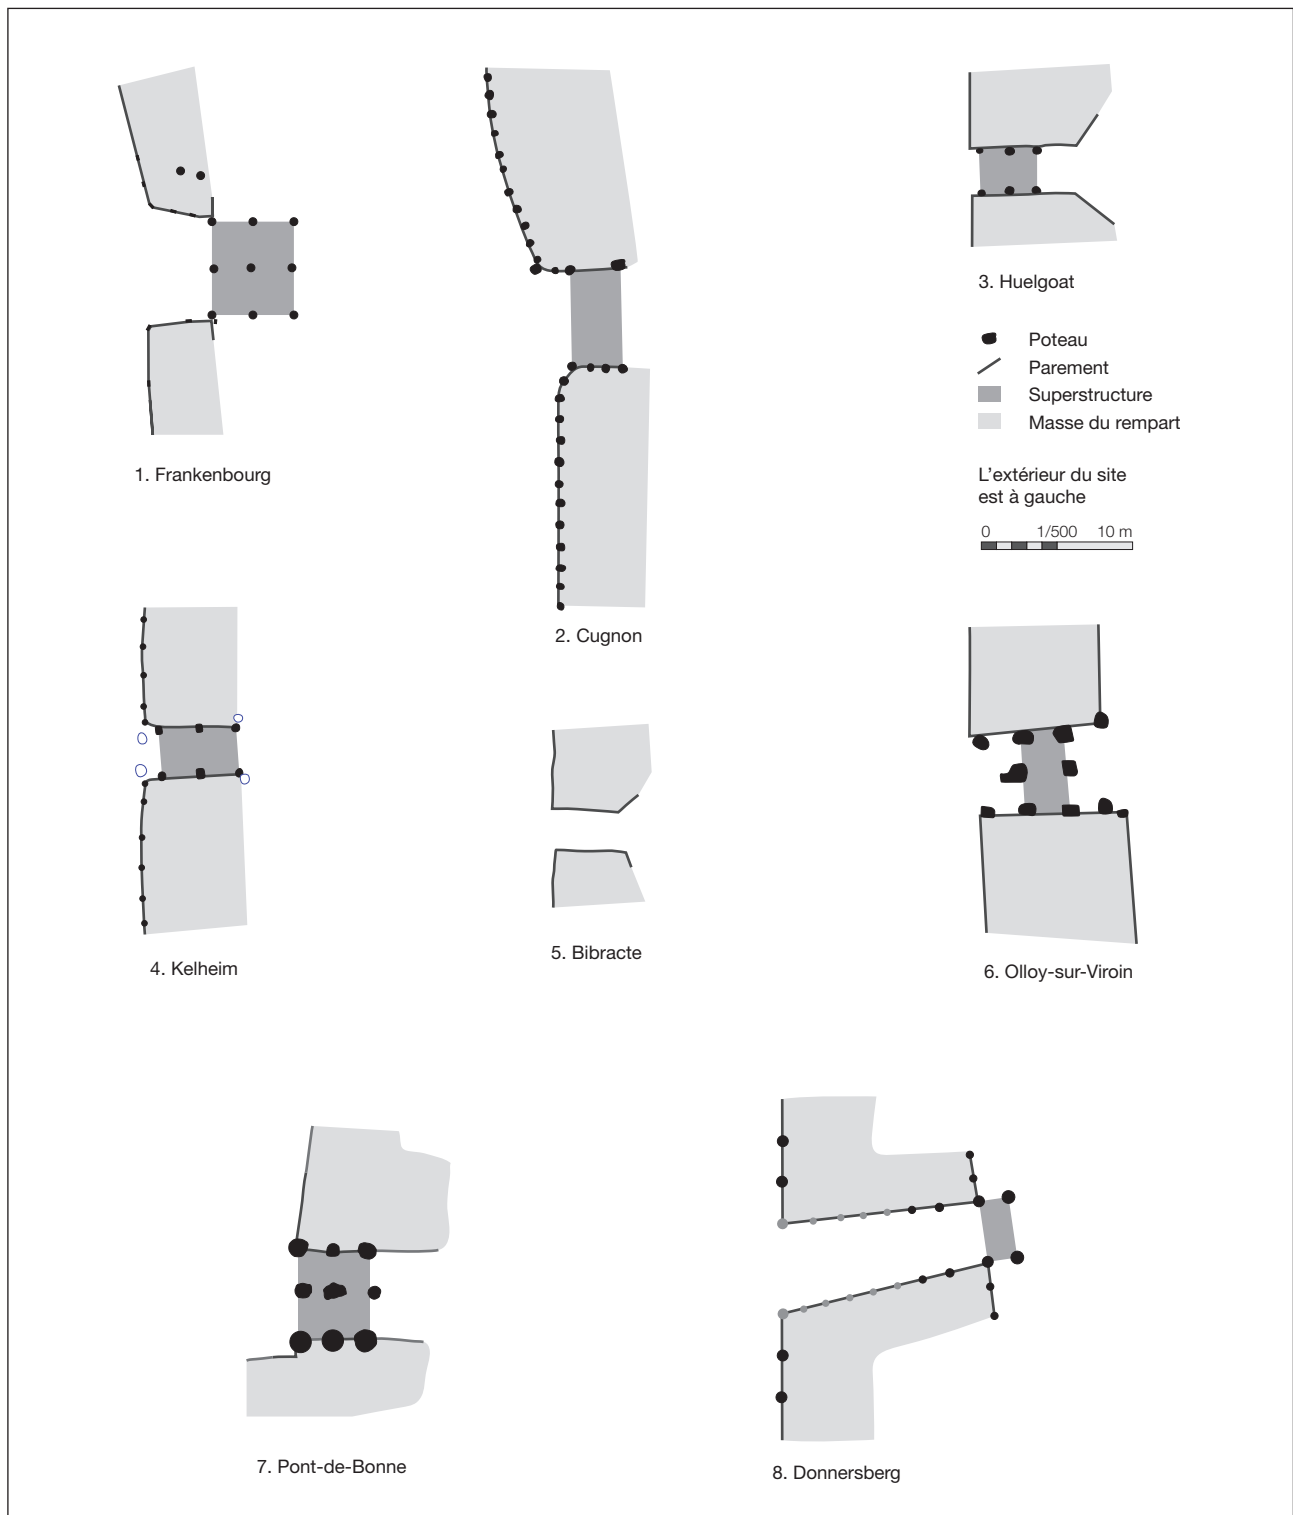 1. Frankenbourg
2. Cugnon
3. Huelgoat
Poteau
Parement
Superstructure
Masse du rempart
L’extérieur du site
est à gauche
0 1/500 10 m
4. Kelheim
5. Bibracte
6. Olloy-sur-Viroin
7. Pont-de-Bonne
8. Donnersberg